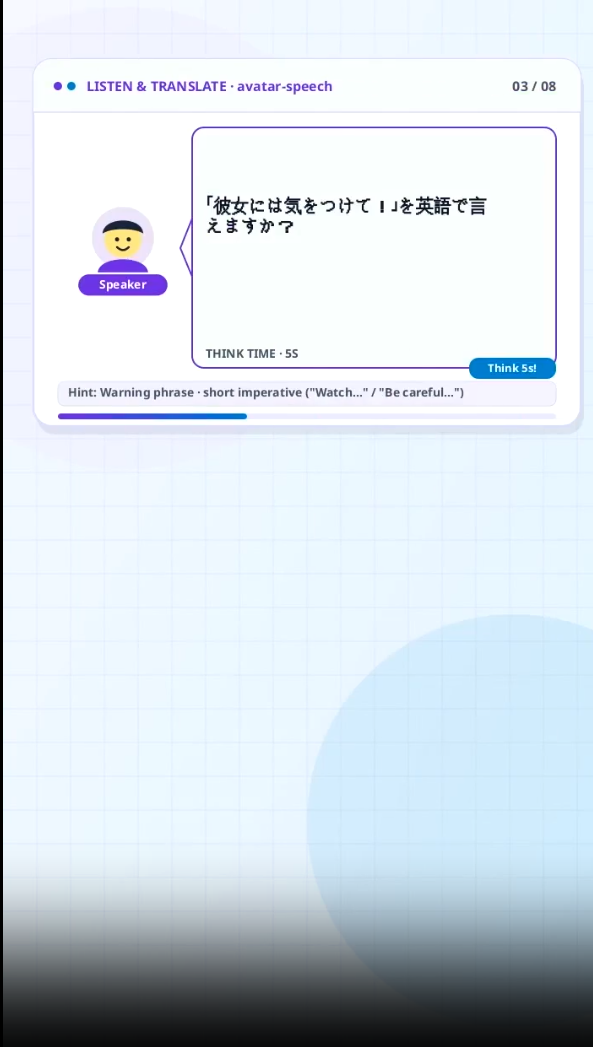 LISTEN & TRANSLATE · avatar-speech
03 / 08
「彼女には気をつけて！」を英語で言
えますか？
Speaker
THINK TIME · 5S
Think 5s!
Hint: Warning phrase · short imperative ("Watch..." / "Be careful...")